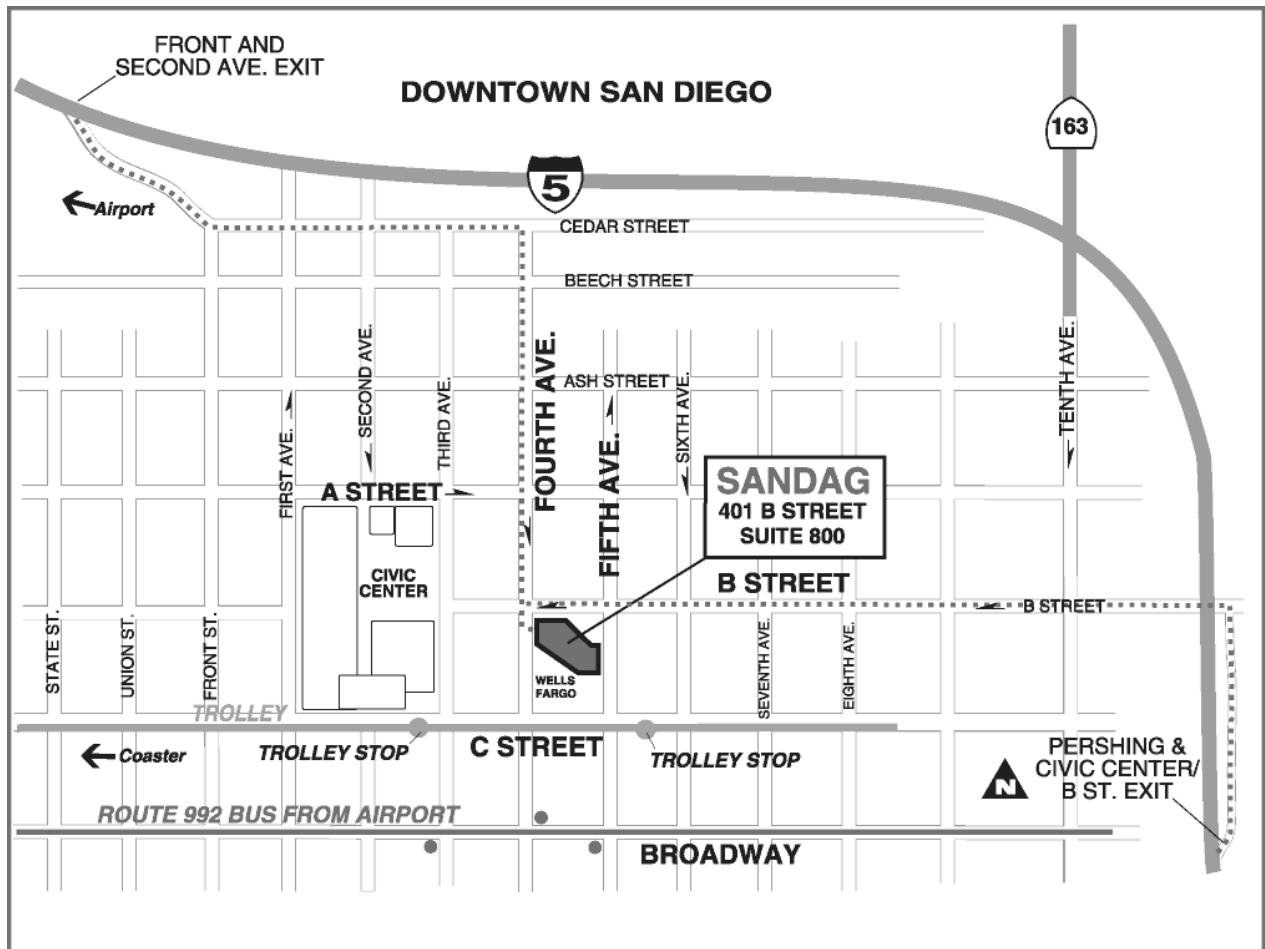 FRONT AND
SECOND AVE. EXIT
DOWNTOWN SAN DIEGO
163
5
Airport
CEDAR STREET
BEECH STREET
FIRST AVE.
SECOND AVE.
THIRD AVE.
FOURTH AVE.
FIFTH AVE.
ASH STREET
SIXTH AVE.
TENTH AVE.
A STREET
SANDAG
401 B STREET
SUITE 800
CIVIC
CENTER
B STREET
B STREET
STATE ST.
UNION ST.
FRONT ST.
WELLS
FARGO
SEVENTH AVE.
EIGHTH AVE.
TROLLEY
Coaster
TROLLEY STOP
C STREET
TROLLEY STOP
N
PERSHING &
CIVIC CENTER/
B ST. EXIT
ROUTE 992 BUS FROM AIRPORT
BROADWAY